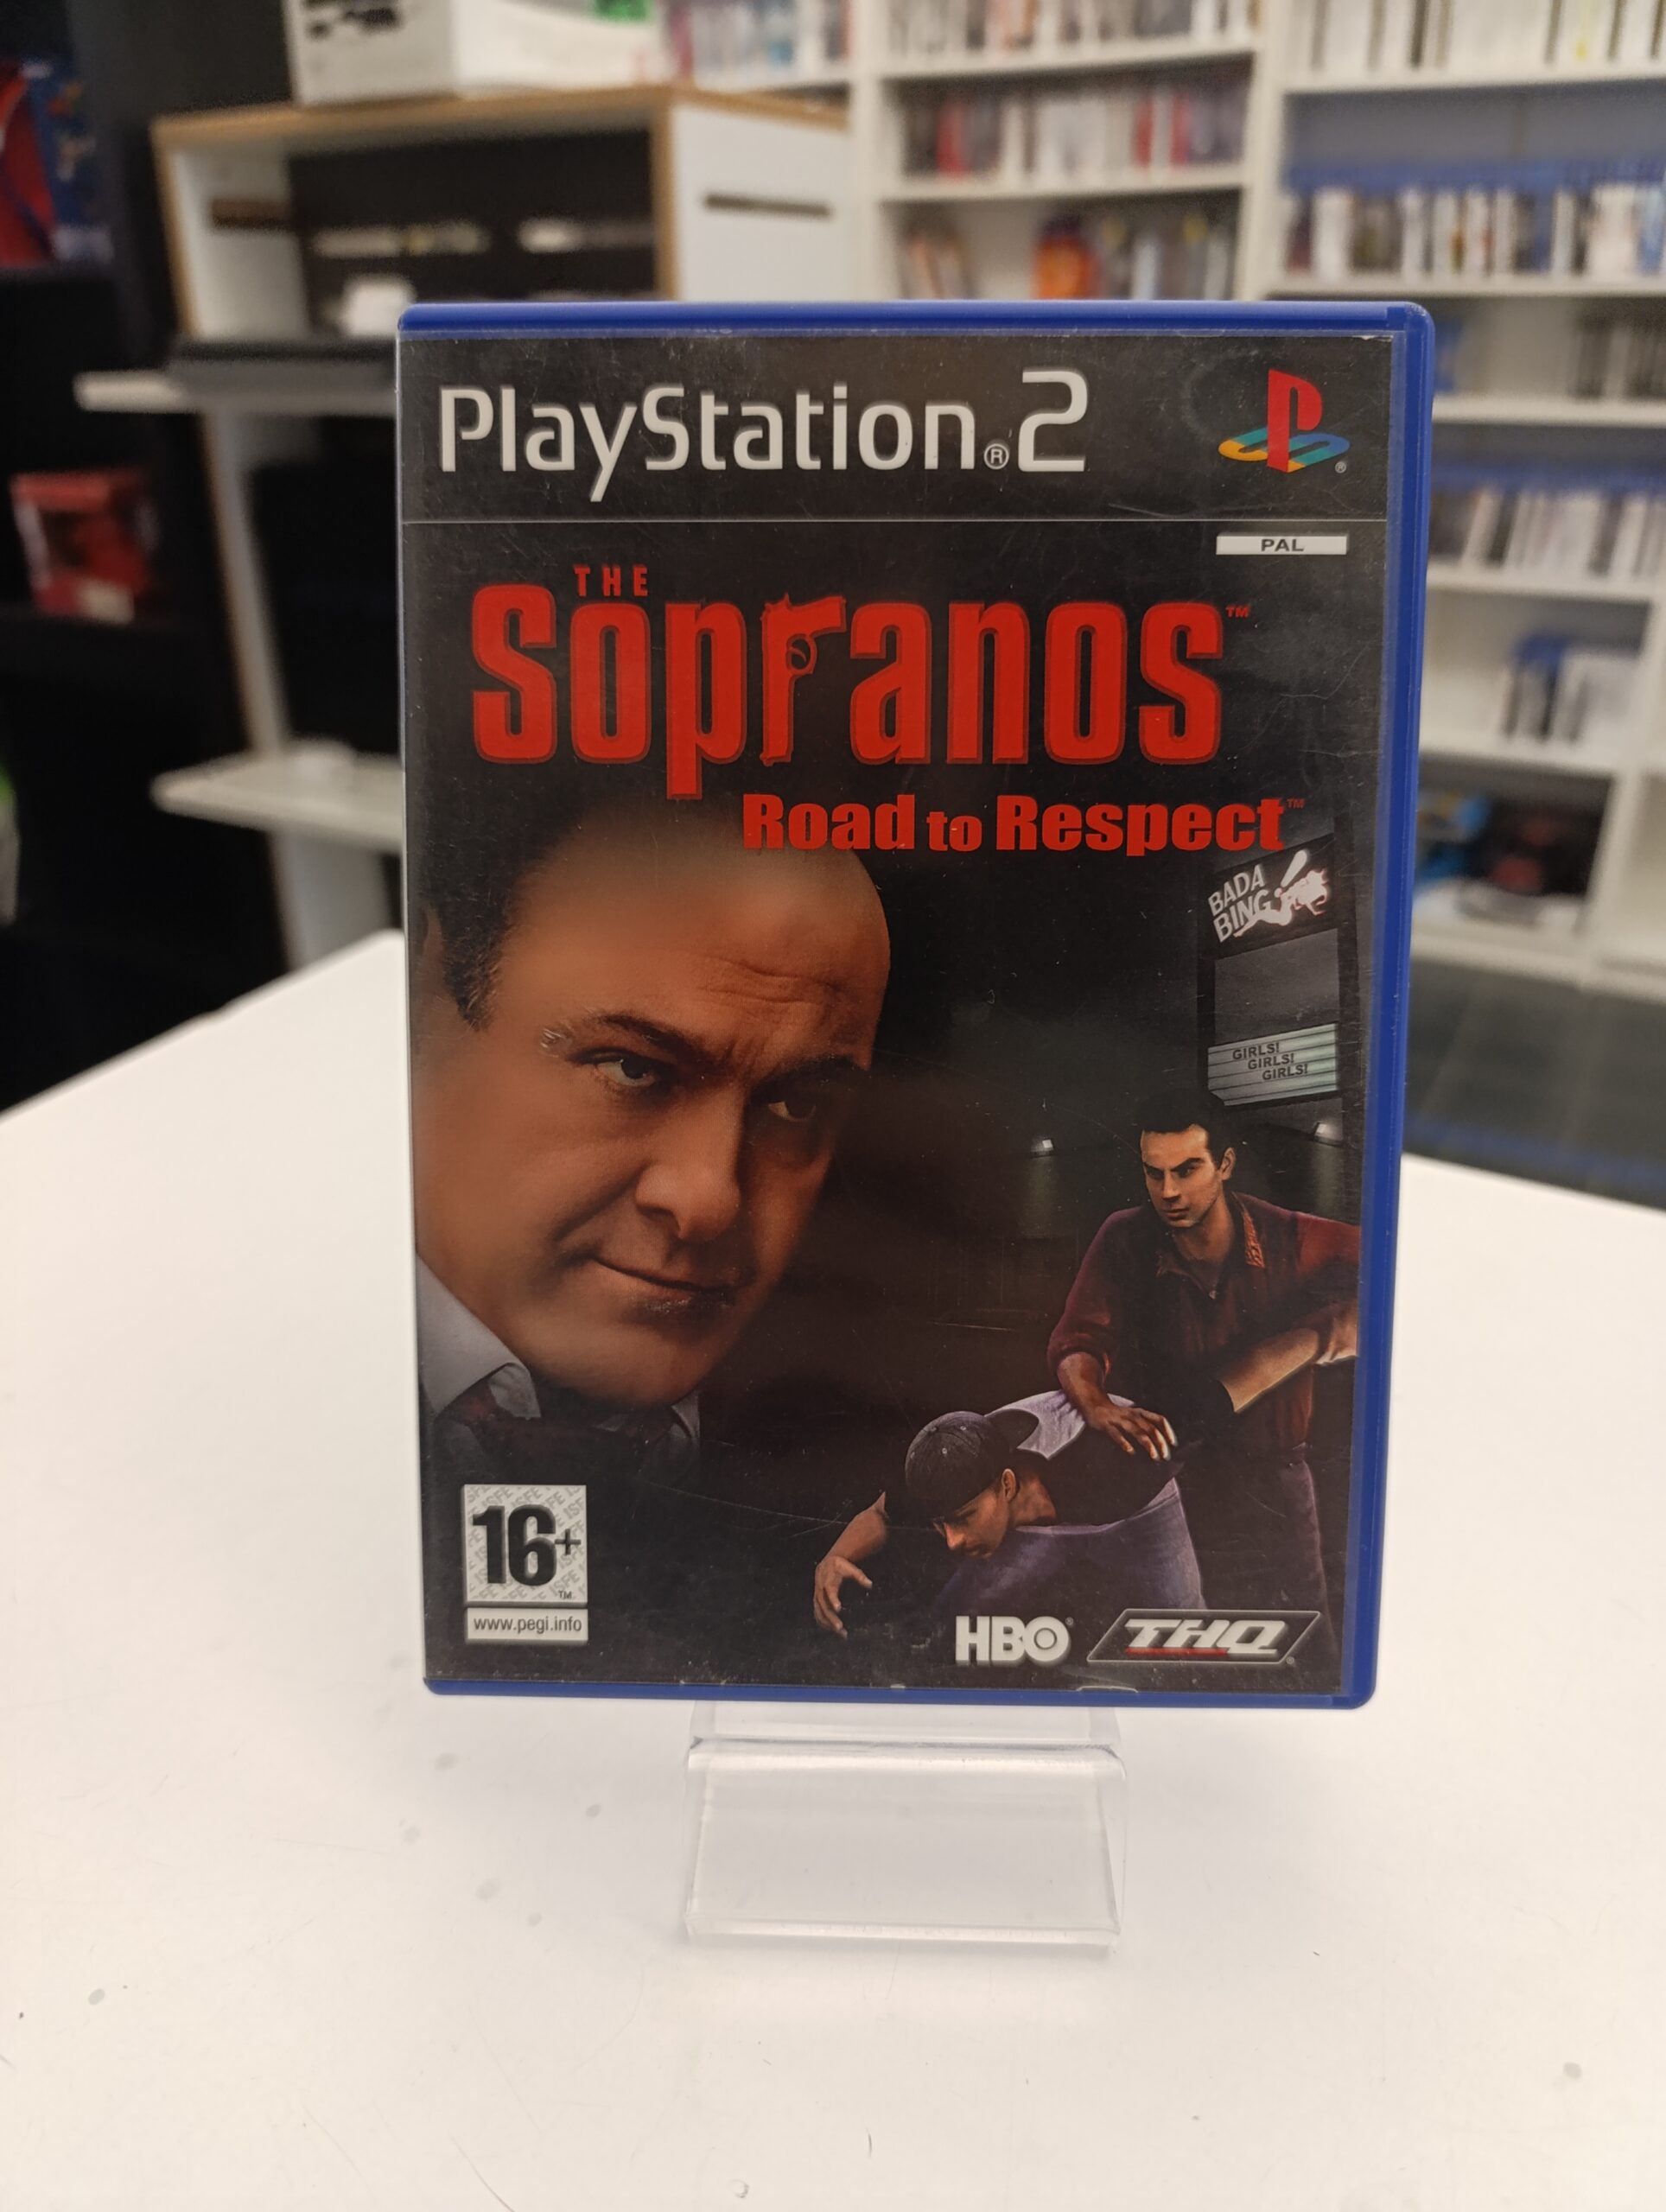 PlayStation®2
PAL
THE
Sopranos™
Road to Respect™
BADA
BING
GIRLS!
GIRLS!
GIRLS!
16+
™
www.pegi.info
HBO®
THQ®